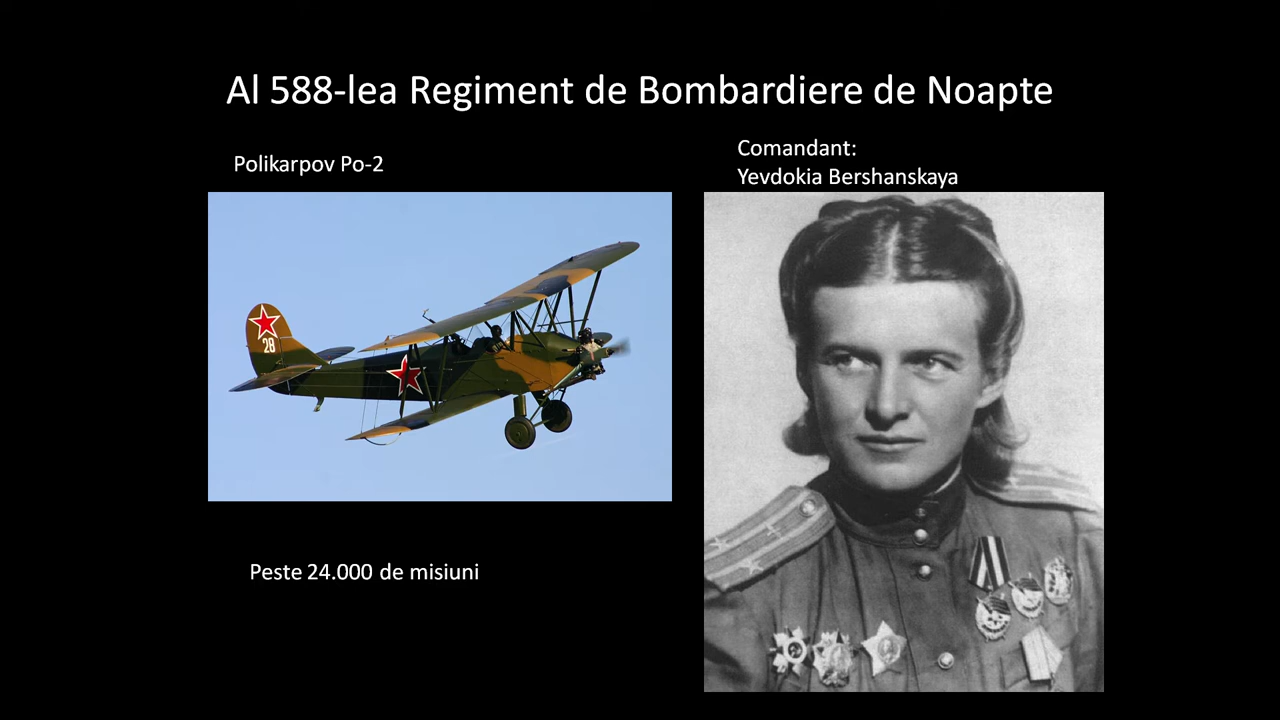 Al 588-lea Regiment de Bombardiere de Noapte
Polikarpov Po-2
Comandant:
Yevdokia Bershanskaya
28
Peste 24.000 de misiuni